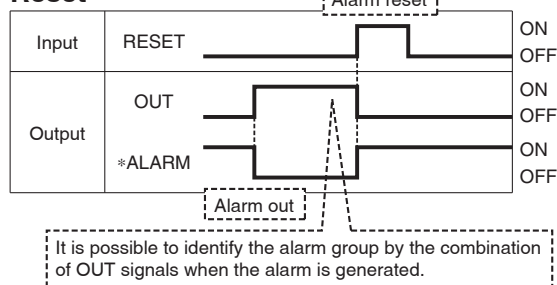 Alarm reset
Input
RESET
ON
OFF
Output
OUT
ON
OFF
*ALARM
ON
OFF
Alarm out
It is possible to identify the alarm group by the combination
of OUT signals when the alarm is generated.